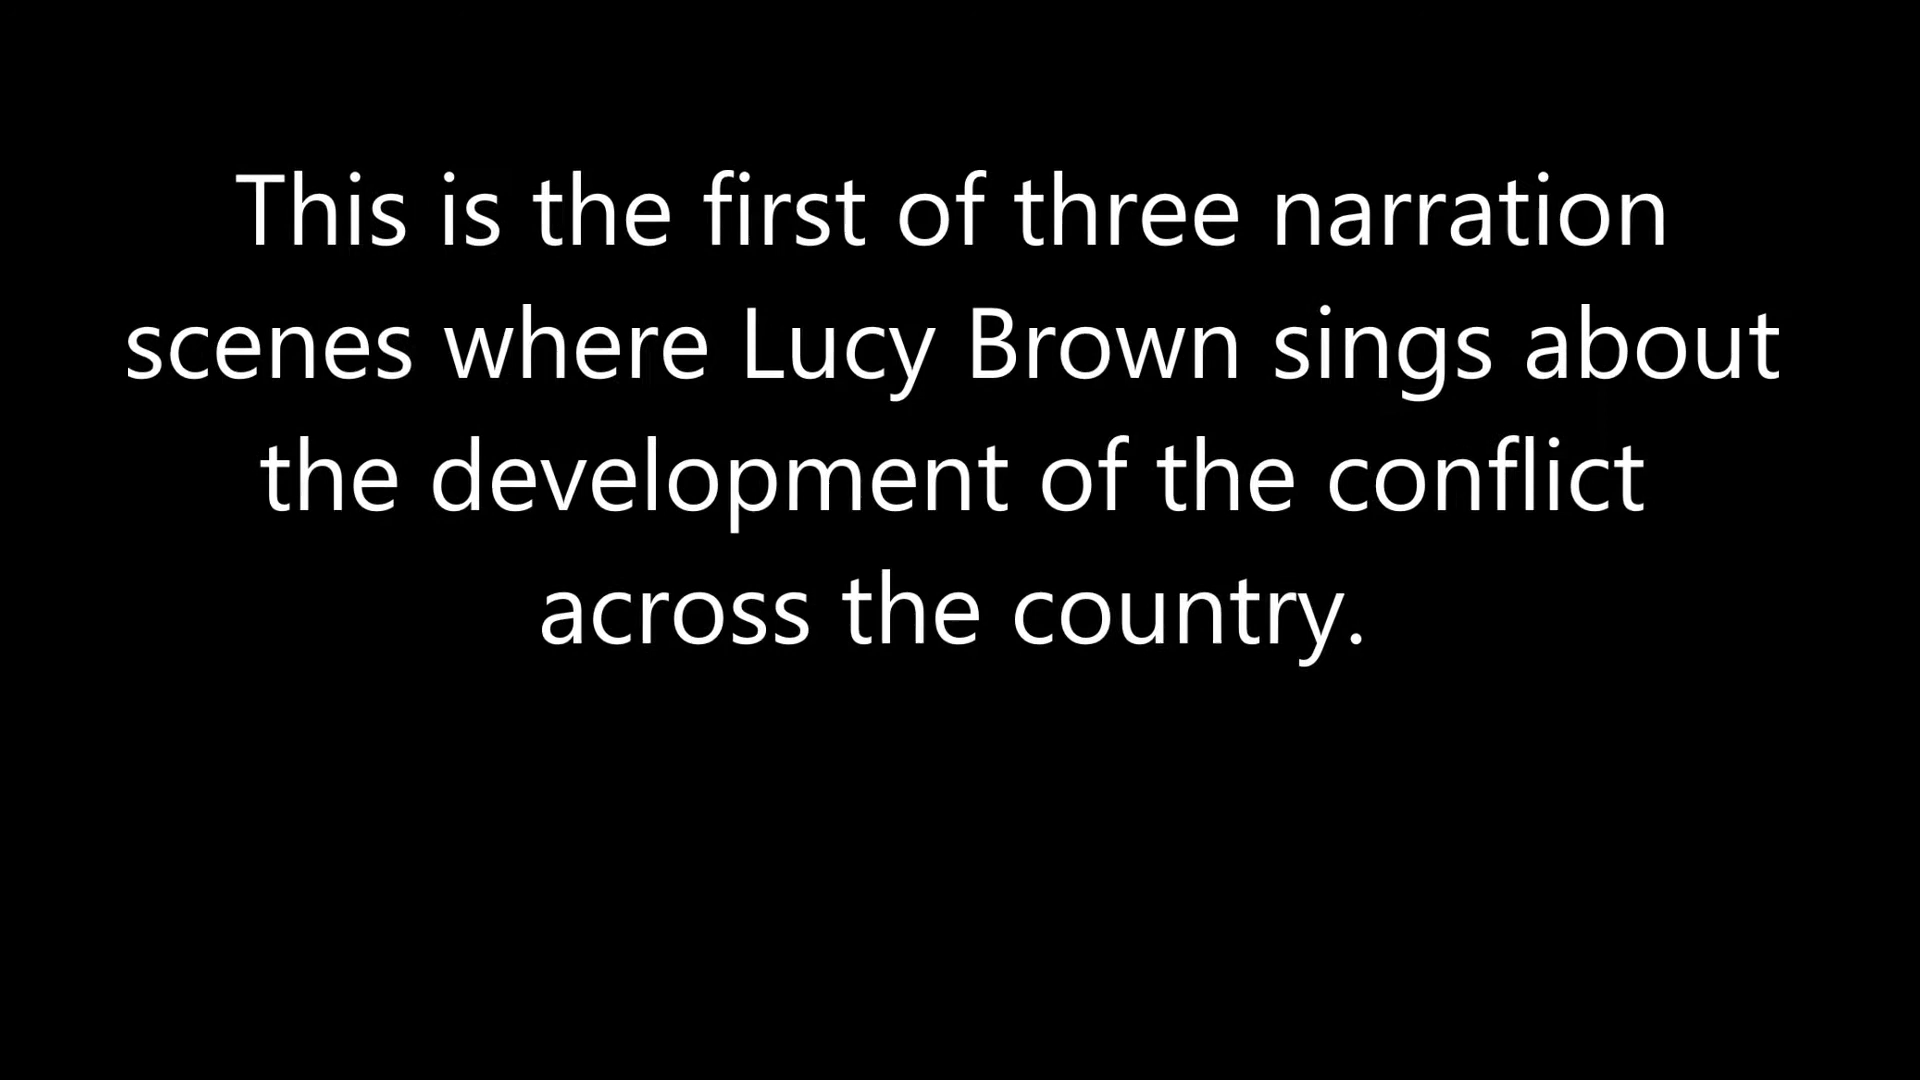 This is the first of three narration
scenes where Lucy Brown sings about
the development of the conflict
across the country.